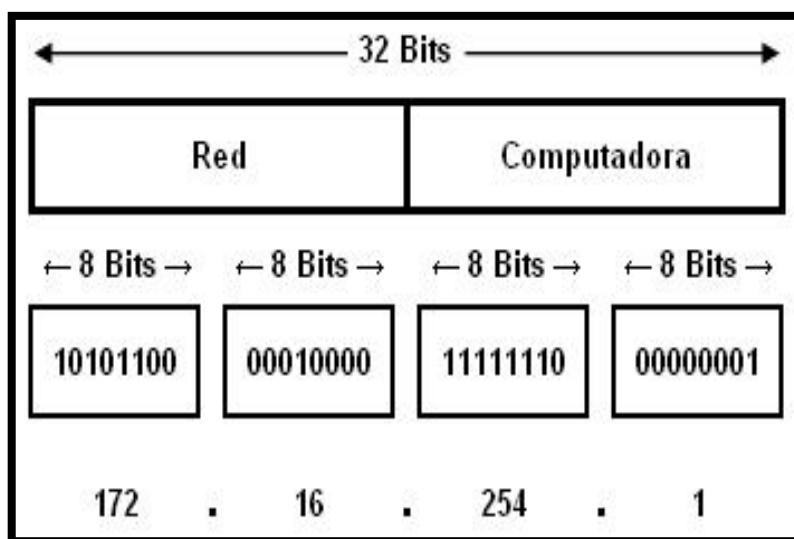 32 Bits
Red Computadora
← 8 Bits → ← 8 Bits → ← 8 Bits → ← 8 Bits →
10101100 00010000 11111110 00000001
172 . 16 . 254 . 1